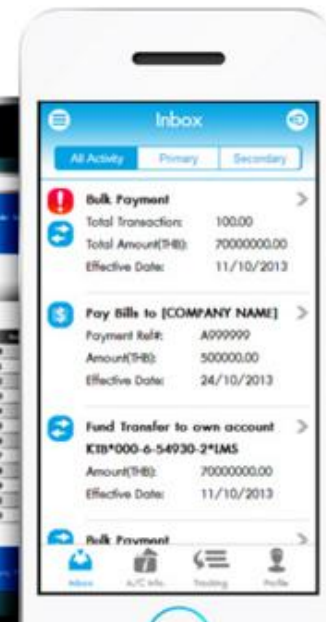 Inbox
All Activity Primary Secondary
Bulk Payment
Total Transaction: 100.00
Total Amount(THB): 70000000.00
Effective Date: 11/10/2013
Pay Bills to [COMPANY NAME]
Payment Ref#: A999999
Amount(THB): 500000.00
Effective Date: 24/10/2013
Fund Transfer to own account
KTB*000-6-54930-2*LMS
Amount(THB): 70000000.00
Effective Date: 11/10/2013
Bulk Payment
Inbox A/C Info Tracking Profile